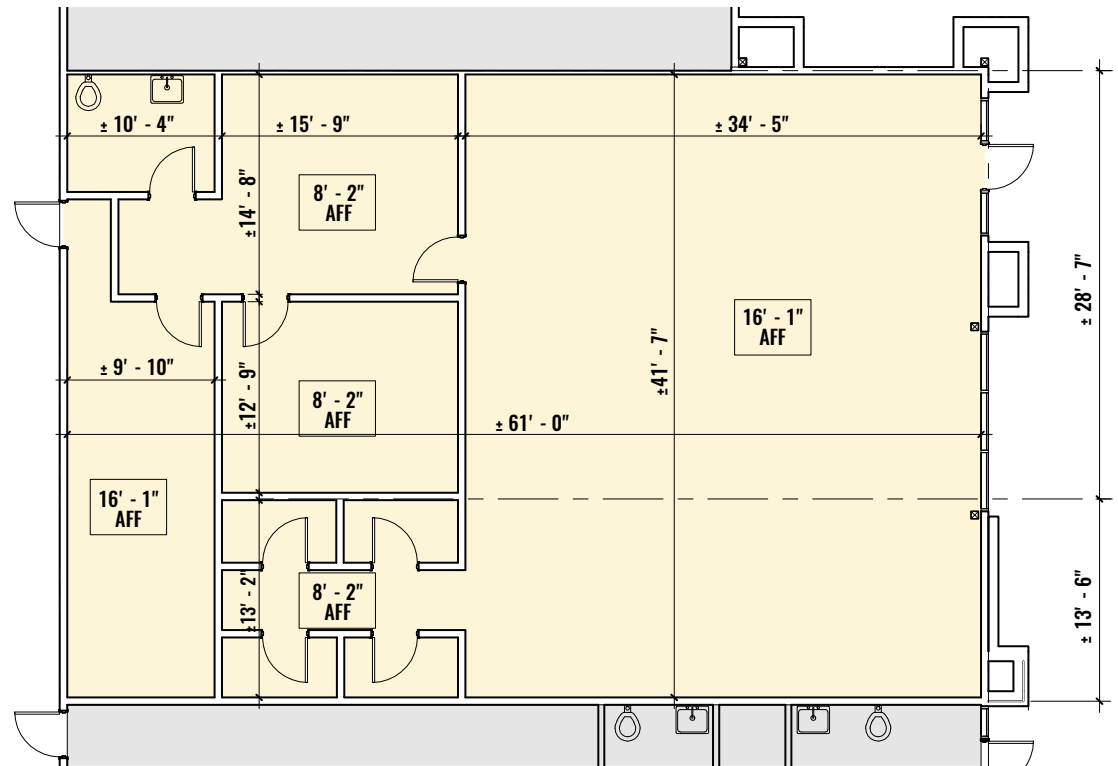 ± 10' - 4"
± 15' - 9"
± 34' - 5"
±14' - 8"
8' - 2"
AFF
± 28' - 7"
16' - 1"
AFF
± 9' - 10"
±12' - 9"
8' - 2"
AFF
±41' - 7"
± 61' - 0"
16' - 1"
AFF
±13' - 2"
8' - 2"
AFF
± 13' - 6"